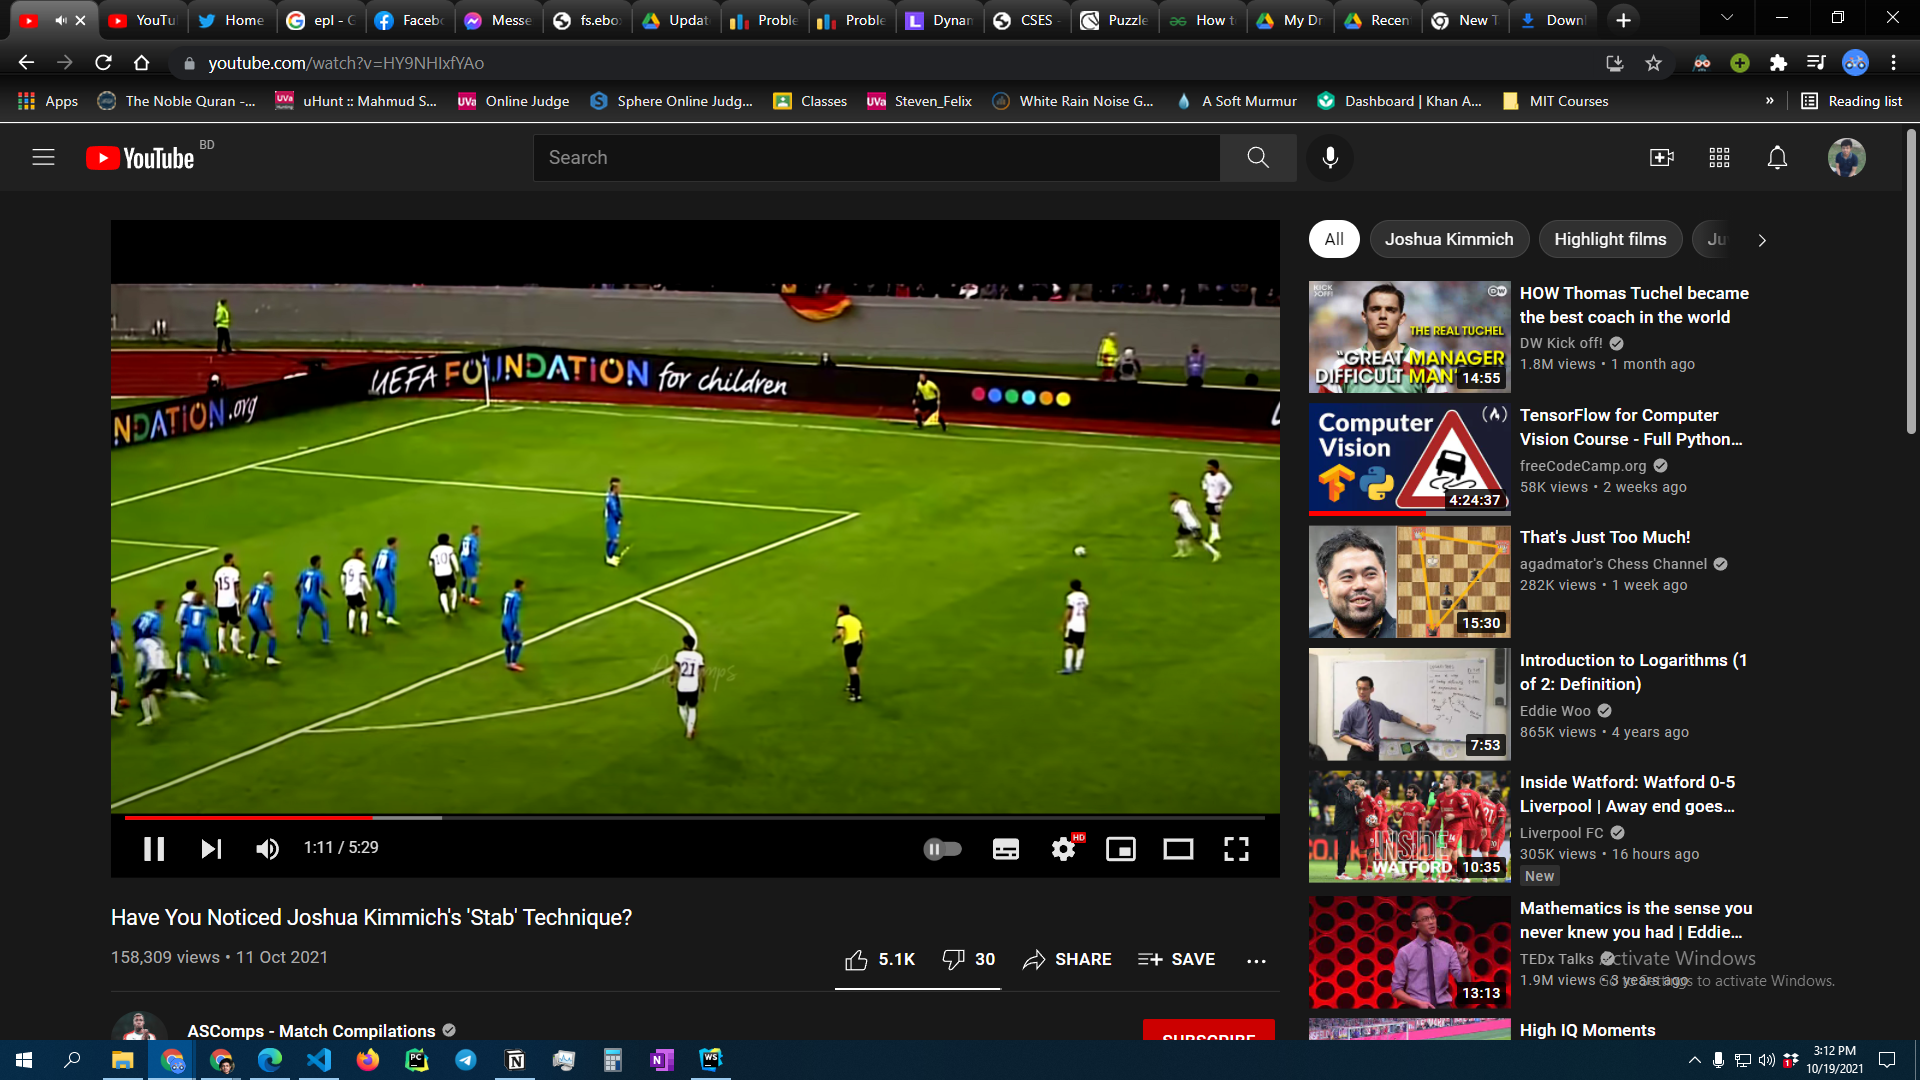 YouTu
Home
epl - G
Faceb
Messe
fs.ebo
Updat
Proble
Proble
Dynan
CSES -
Puzzle
How t
My Dr
Recen
New T
Downl
youtube.com/watch?v=HY9NHIxfYAo
Apps
The Noble Quran -...
uHunt :: Mahmud S...
Online Judge
Sphere Online Judg...
Classes
Steven_Felix
White Rain Noise G...
A Soft Murmur
Dashboard | Khan A...
MIT Courses
»
Reading list
YouTube BD
Search
All
Joshua Kimmich
Highlight films
Ju
UEFA FOUNDATION for children
NDATION.org
15
9
10
21
1:11 / 5:29
HD
Have You Noticed Joshua Kimmich's 'Stab' Technique?
158,309 views • 11 Oct 2021
5.1K
30
SHARE
SAVE
ASComps - Match Compilations
SUBSCRIBE
KICK OFF!
DW
THE REAL TUCHEL
"GREAT MANAGER
DIFFICULT MAN"
14:55
HOW Thomas Tuchel became
the best coach in the world
DW Kick off!
1.8M views • 1 month ago
Computer
Vision
4:24:37
TensorFlow for Computer
Vision Course - Full Python...
freeCodeCamp.org
58K views • 2 weeks ago
15:30
That's Just Too Much!
agadmator's Chess Channel
282K views • 1 week ago
7:53
Introduction to Logarithms (1
of 2: Definition)
Eddie Woo
865K views • 4 years ago
INSIDE
WATFORD
10:35
Inside Watford: Watford 0-5
Liverpool | Away end goes...
Liverpool FC
305K views • 16 hours ago
New
13:13
Mathematics is the sense you
never knew you had | Eddie...
TEDx Talks
1.9M views • 3 years ago
Activate Windows
Go to Settings to activate Windows.
High IQ Moments
3:12 PM
10/19/2021